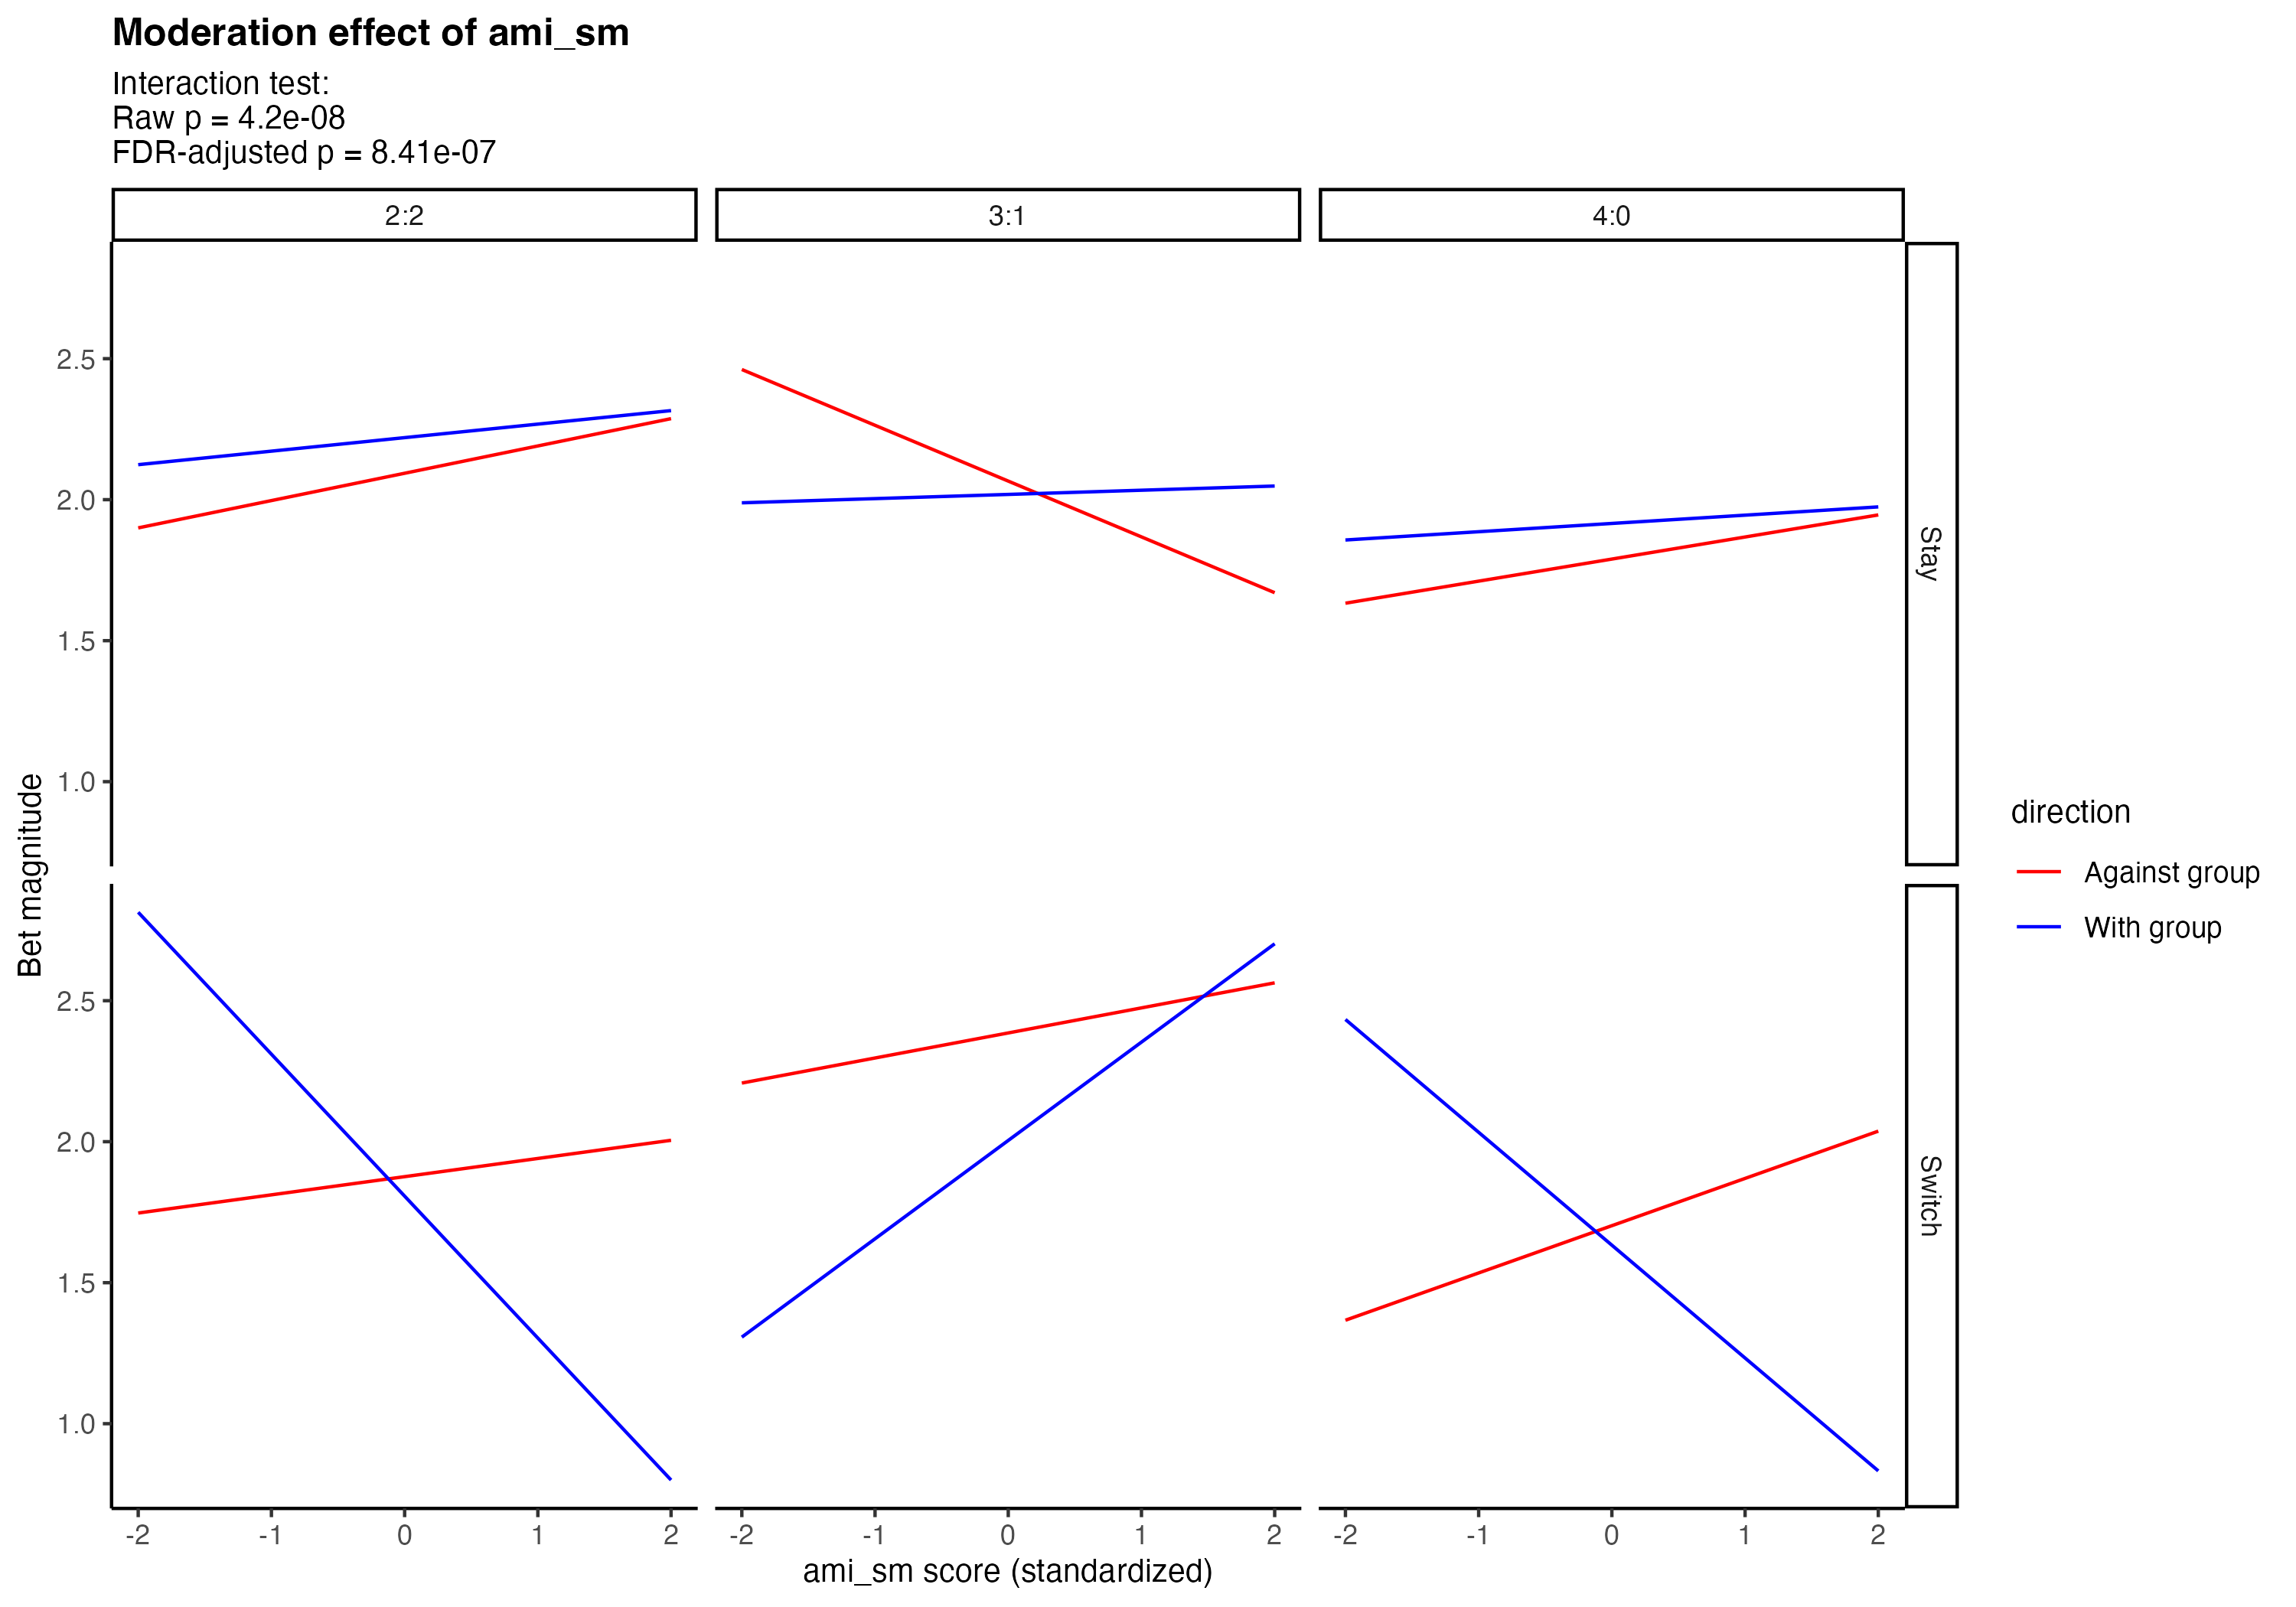 Moderation effect of ami_sm
Interaction test:
Raw p = 4.2e-08
FDR-adjusted p = 8.41e-07
2:2 3:1 4:0
2.5
2.0
1.5
1.0
Stay
Bet magnitude
2.5
2.0
1.5
1.0
Switch
direction
Against group
With group
-2 -1 0 1 2 -2 -1 0 1 2 -2 -1 0 1 2
ami_sm score (standardized)